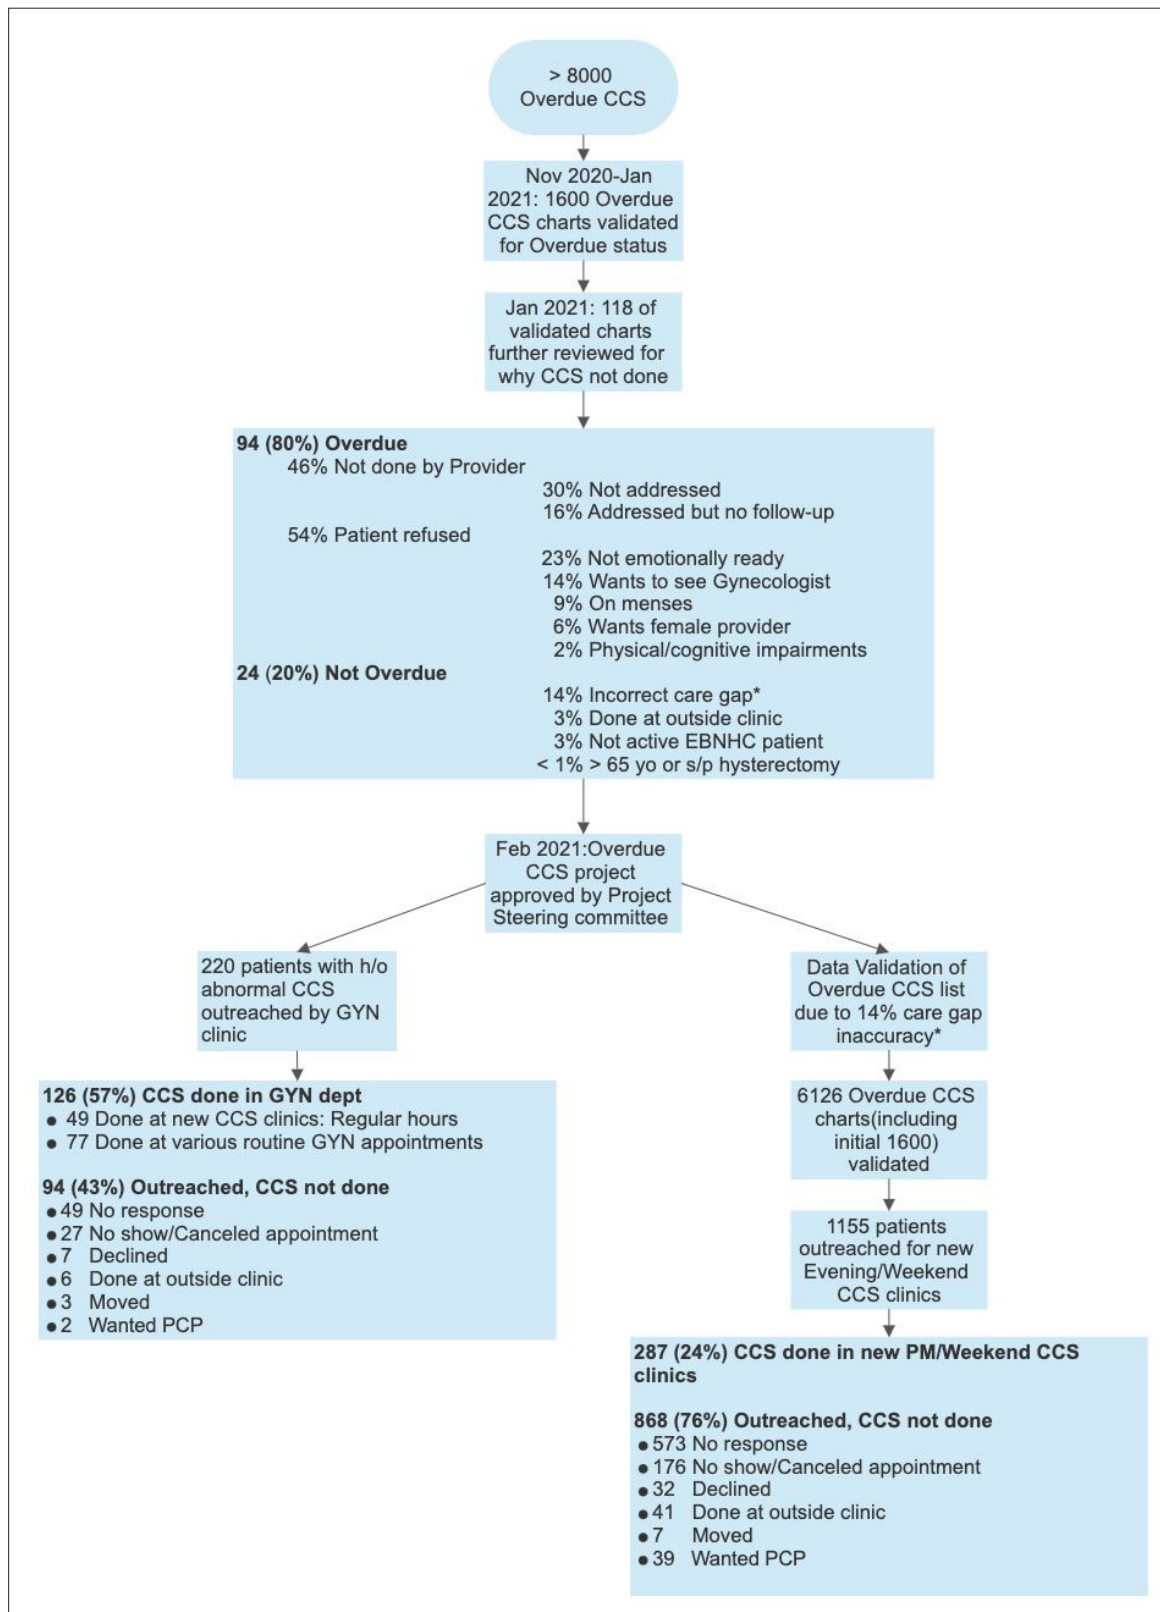 > 8000
Overdue CCS
Nov 2020-Jan
2021: 1600 Overdue
CCS charts validated
for Overdue status
Jan 2021: 118 of
validated charts
further reviewed for
why CCS not done
94 (80%) Overdue
46% Not done by Provider
30% Not addressed
16% Addressed but no follow-up
54% Patient refused
23% Not emotionally ready
14% Wants to see Gynecologist
9% On menses
6% Wants female provider
2% Physical/cognitive impairments
24 (20%) Not Overdue
14% Incorrect care gap*
3% Done at outside clinic
3% Not active EBNHC patient
< 1% > 65 yo or s/p hysterectomy
Feb 2021:Overdue
CCS project
approved by Project
Steering committee
220 patients with h/o
abnormal CCS
outreached by GYN
clinic
126 (57%) CCS done in GYN dept
● 49 Done at new CCS clinics: Regular hours
● 77 Done at various routine GYN appointments
94 (43%) Outreached, CCS not done
● 49 No response
● 27 No show/Canceled appointment
● 7 Declined
● 6 Done at outside clinic
● 3 Moved
● 2 Wanted PCP
Data Validation of
Overdue CCS list
due to 14% care gap
inaccuracy*
6126 Overdue CCS
charts(including
initial 1600)
validated
1155 patients
outreached for new
Evening/Weekend
CCS clinics
287 (24%) CCS done in new PM/Weekend CCS
clinics
868 (76%) Outreached, CCS not done
● 573 No response
● 176 No show/Canceled appointment
● 32 Declined
● 41 Done at outside clinic
● 7 Moved
● 39 Wanted PCP